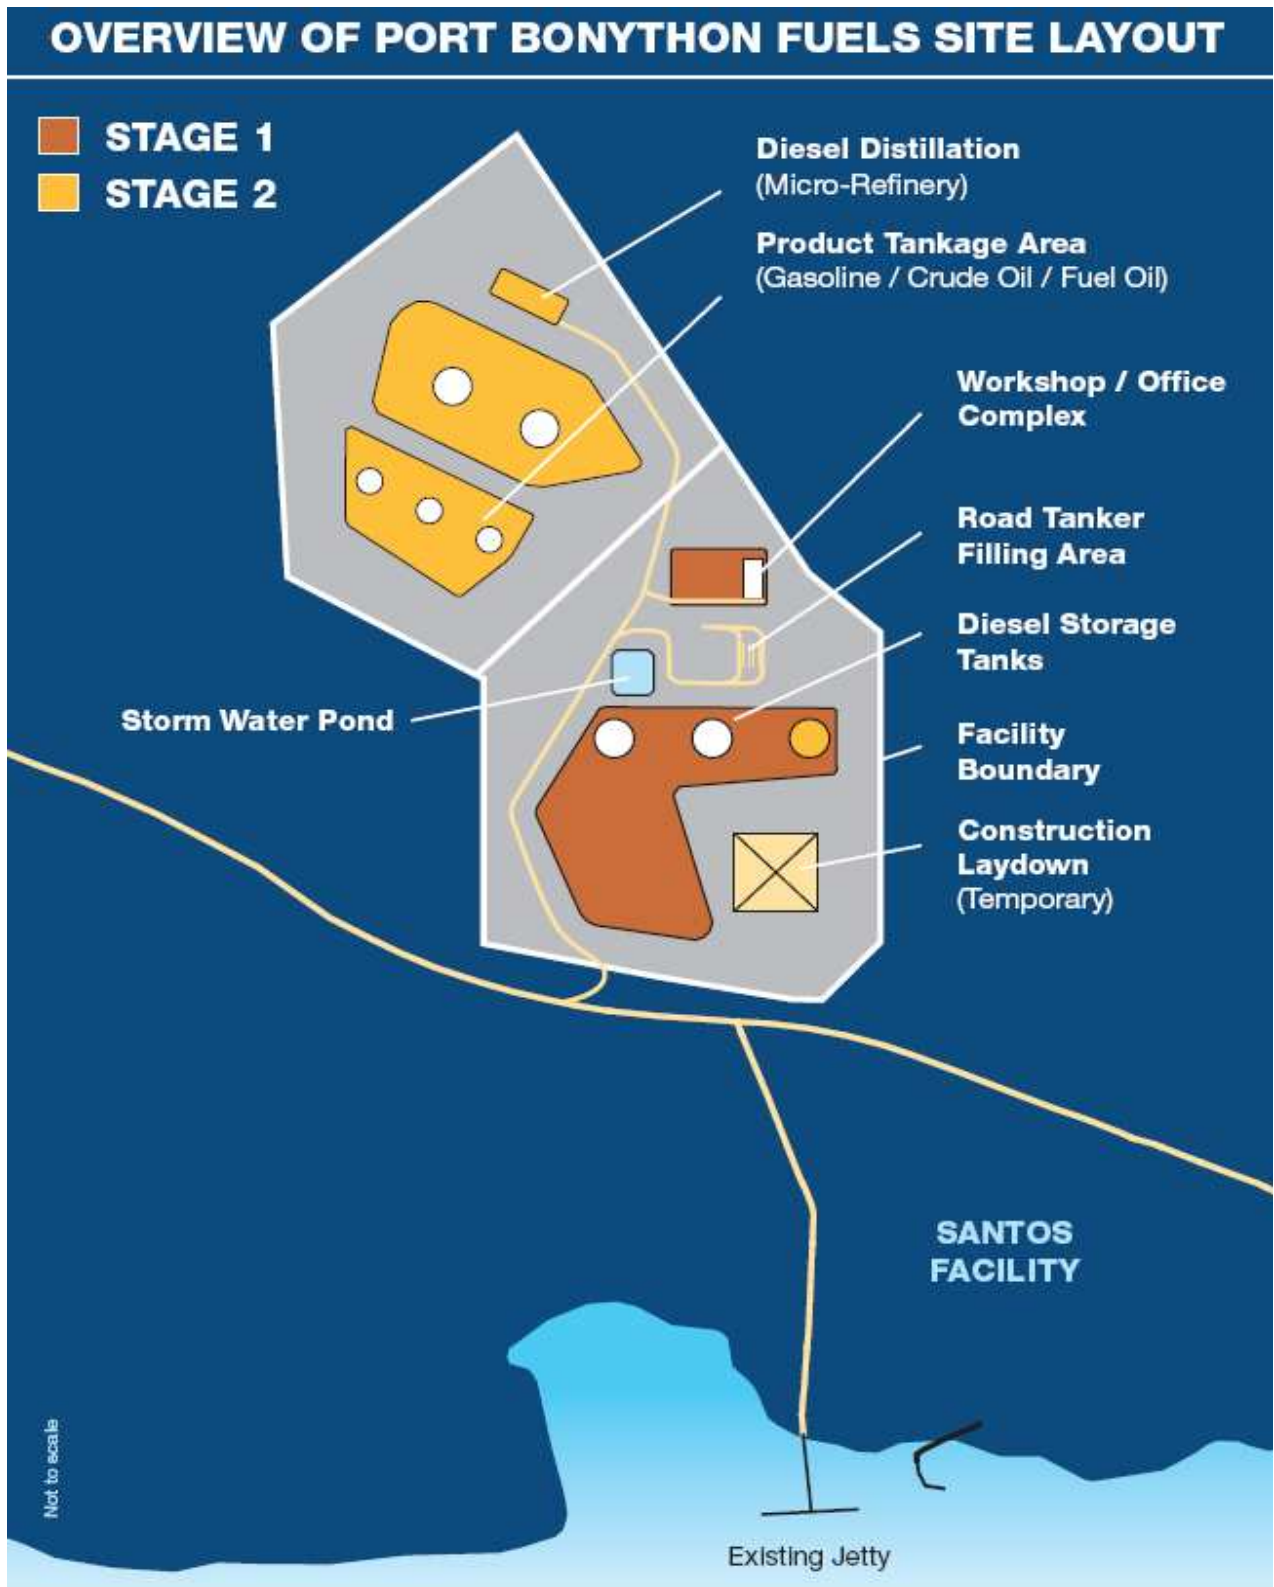 OVERVIEW OF PORT BONYTHON FUELS SITE LAYOUT
STAGE 1
STAGE 2
Diesel Distillation
(Micro-Refinery)
Product Tankage Area
(Gasoline / Crude Oil / Fuel Oil)
Workshop / Office
Complex
Road Tanker
Filling Area
Diesel Storage
Tanks
Storm Water Pond
Facility
Boundary
Construction
Laydown
(Temporary)
SANTOS
FACILITY
Not to scale
Existing Jetty